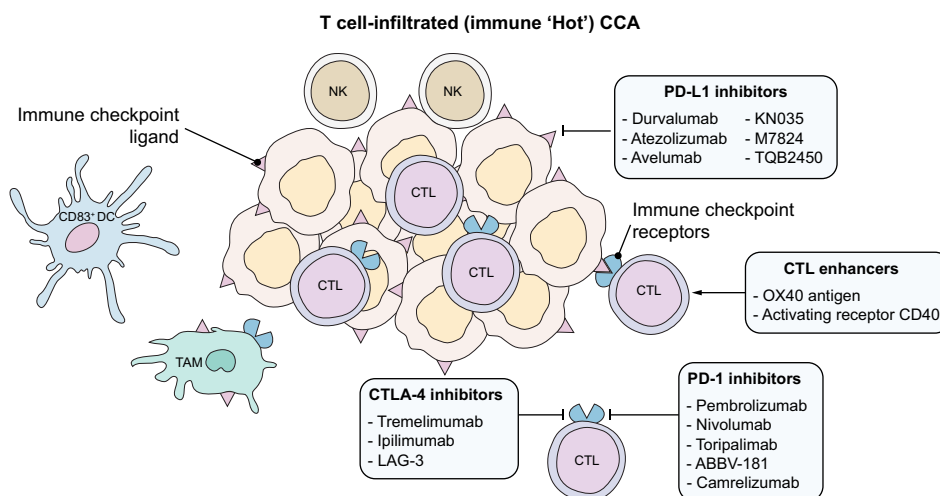 T cell-infiltrated (immune ‘Hot’) CCA
NK
NK
Immune checkpoint
ligand
PD-L1 inhibitors
- Durvalumab
- Atezolizumab
- Avelumab
- KN035
- M7824
- TQB2450
CD83⁺ DC
CTL
Immune checkpoint
receptors
CTL
CTL
CTL
CTL enhancers
- OX40 antigen
- Activating receptor CD40
TAM
CTLA-4 inhibitors
- Tremelimumab
- Ipilimumab
- LAG-3
CTL
PD-1 inhibitors
- Pembrolizumab
- Nivolumab
- Toripalimab
- ABBV-181
- Camrelizumab